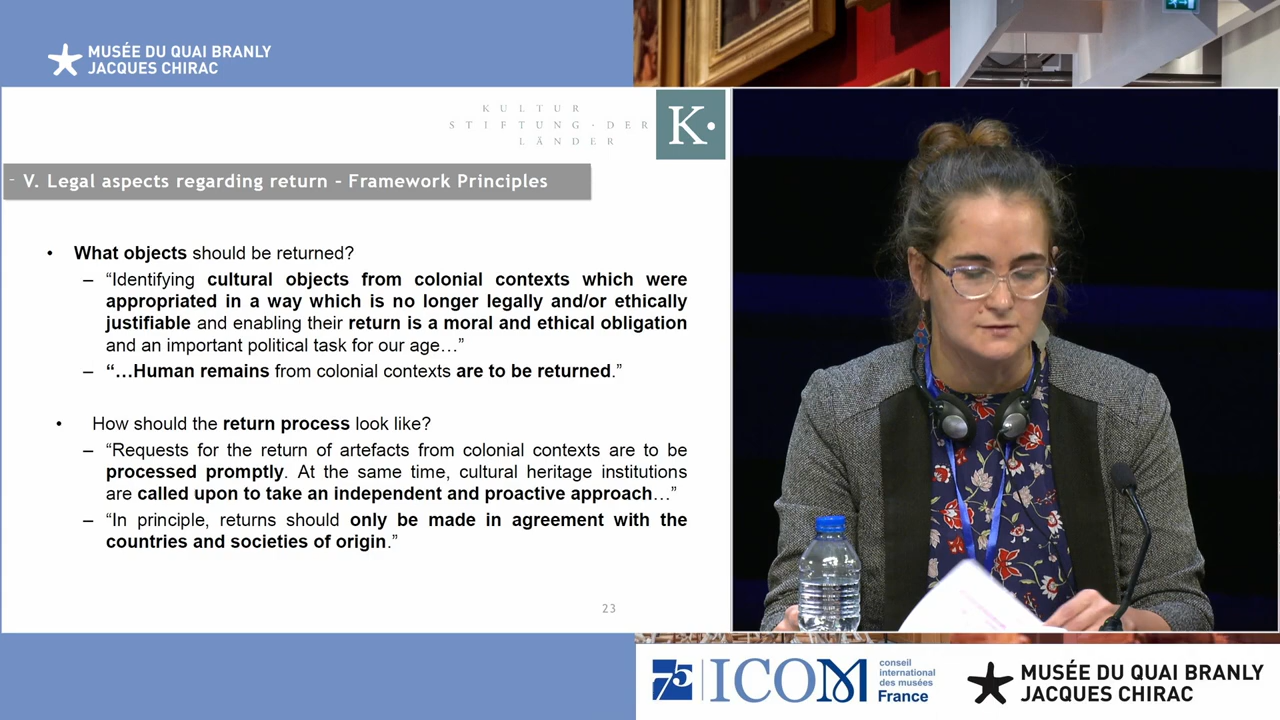 MUSÉE DU QUAI BRANLY
JACQUES CHIRAC
KULTUR
STIFTUNG·DER
LÄNDER
K·
- V. Legal aspects regarding return – Framework Principles
• What objects should be returned?
– “Identifying cultural objects from colonial contexts which were
appropriated in a way which is no longer legally and/or ethically
justifiable and enabling their return is a moral and ethical obligation
and an important political task for our age…”
– “…Human remains from colonial contexts are to be returned.”
• How should the return process look like?
– “Requests for the return of artefacts from colonial contexts are to be
processed promptly. At the same time, cultural heritage institutions
are called upon to take an independent and proactive approach…”
– “In principle, returns should only be made in agreement with the
countries and societies of origin.”
23
75 ICOM
conseil
international
des musées
France
MUSÉE DU QUAI BRANLY
JACQUES CHIRAC